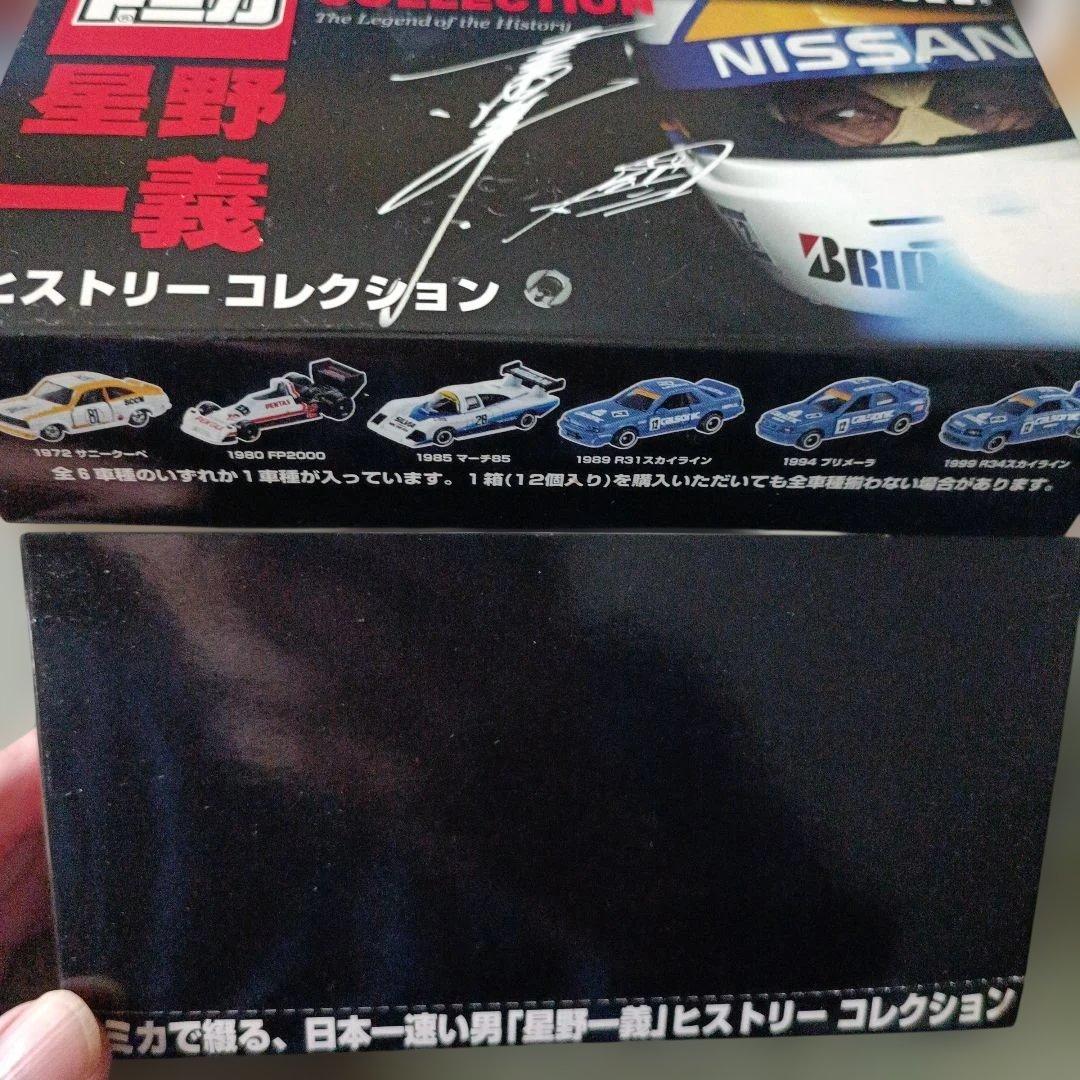 トミカ
COLLECTION
The Legend of the History
NISSAN
星野
一義
ヒストリー コレクション
1972 サニークーペ
1980 FP2000
1985 マーチ85
1989 R31スカイライン
1994 プリメーラ
1999 R34スカイライン
全6車種のいずれか1車種が入っています。1箱(12個入り)を購入いただいても全車種揃わない場合があります。
ミカで綴る、日本一速い男「星野一義」ヒストリー コレクション